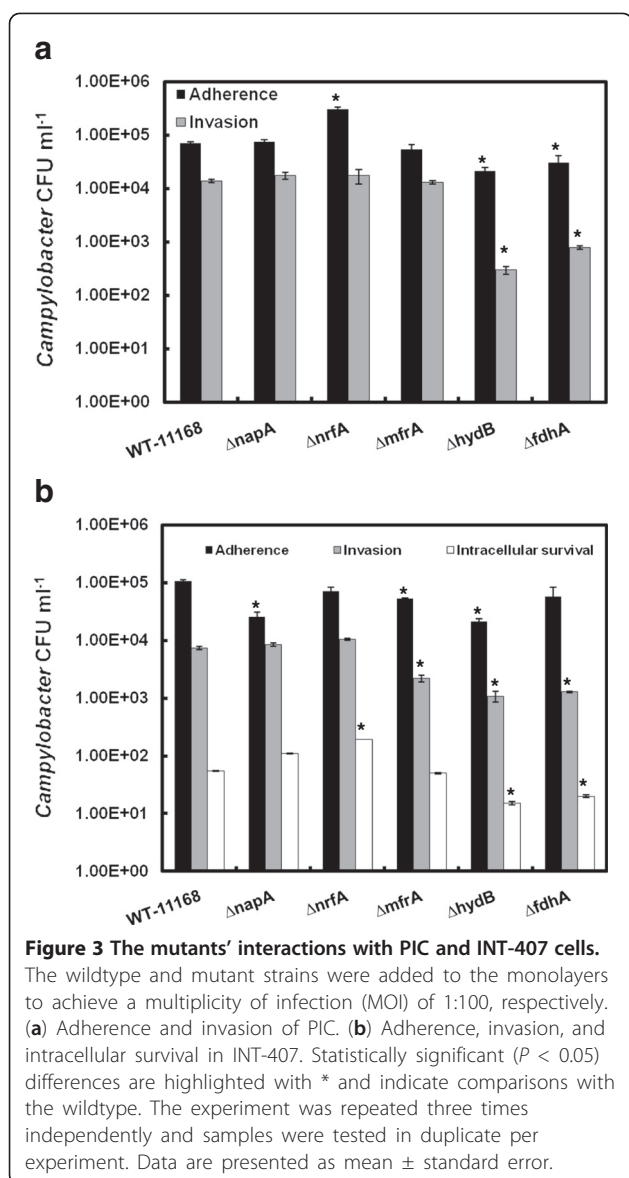 a
1.00E+06
1.00E+05
1.00E+04
1.00E+03
1.00E+02
1.00E+01
1.00E+00
Campylobacter CFU ml-1
Adherence
Invasion
*
*
*
*
*
WT-11168 ΔnapA ΔnrfA ΔmfrA ΔhydB ΔfdhA
b
1.00E+06
1.00E+05
1.00E+04
1.00E+03
1.00E+02
1.00E+01
1.00E+00
Campylobacter CFU ml-1
Adherence Invasion Intracellular survival
*
*
*
*
*
*
*
*
*
WT-11168 ΔnapA ΔnrfA ΔmfrA ΔhydB ΔfdhA
Figure 3 The mutants' interactions with PIC and INT-407 cells.
The wildtype and mutant strains were added to the monolayers
to achieve a multiplicity of infection (MOI) of 1:100, respectively.
(a) Adherence and invasion of PIC. (b) Adherence, invasion, and
intracellular survival in INT-407. Statistically significant (P < 0.05)
differences are highlighted with * and indicate comparisons with
the wildtype. The experiment was repeated three times
independently and samples were tested in duplicate per
experiment. Data are presented as mean ± standard error.